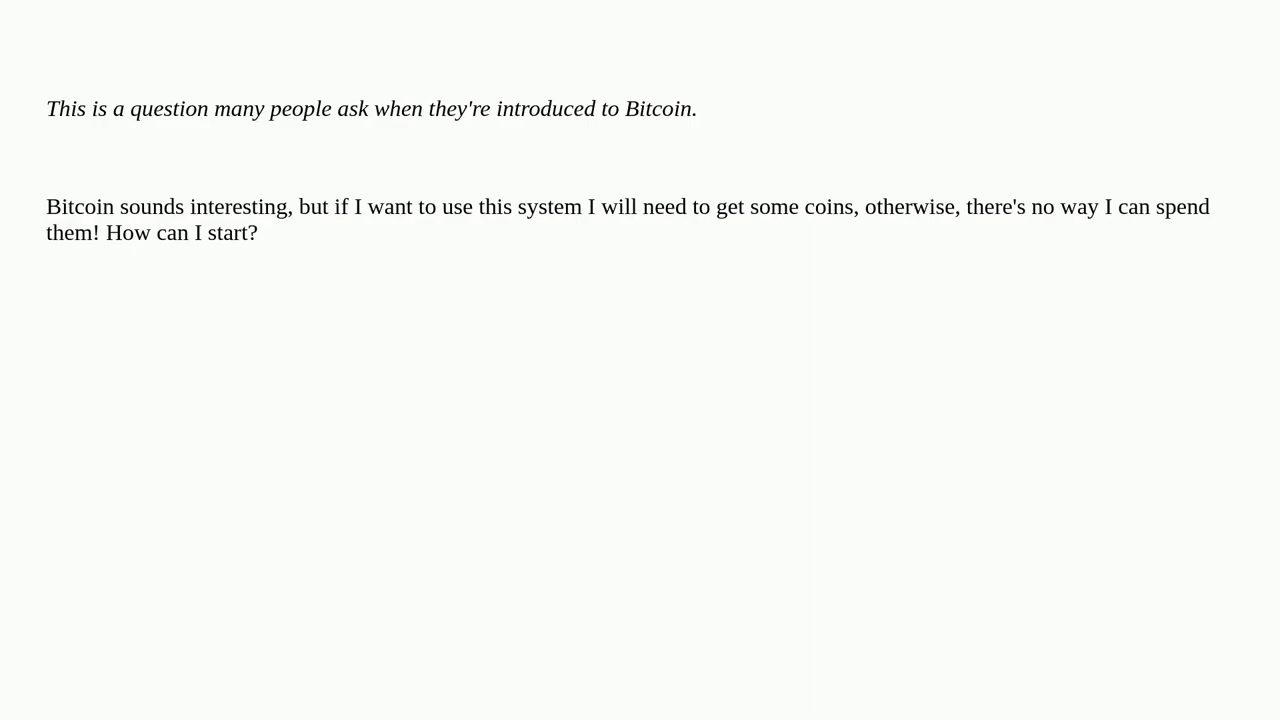 This is a question many people ask when they're introduced to Bitcoin.
Bitcoin sounds interesting, but if I want to use this system I will need to get some coins, otherwise, there's no way I can spend
them! How can I start?